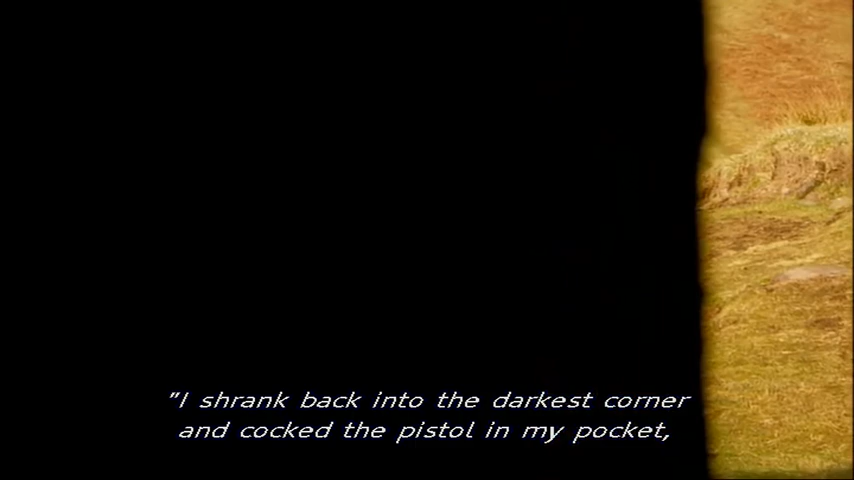 "I shrank back into the darkest corner
and cocked the pistol in my pocket,